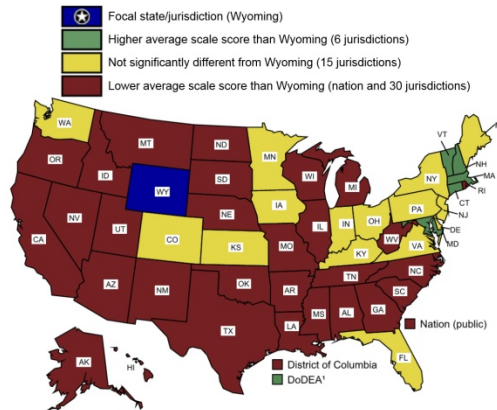 Focal state/jurisdiction (Wyoming)
Higher average scale score than Wyoming (6 jurisdictions)
Not significantly different from Wyoming (15 jurisdictions)
Lower average scale score than Wyoming (nation and 30 jurisdictions)
WA
MT
ND
MN
VT
NH
MA
RI
CT
NJ
DE
MD
OR
ID
WY
SD
WI
MI
NY
PA
NV
UT
CO
NE
IA
IL
IN
OH
WV
VA
CA
KS
MO
KY
AZ
NM
OK
AR
TN
NC
SC
TX
LA
MS
AL
GA
FL
AK
HI
Nation (public)
District of Columbia
DoDEA¹